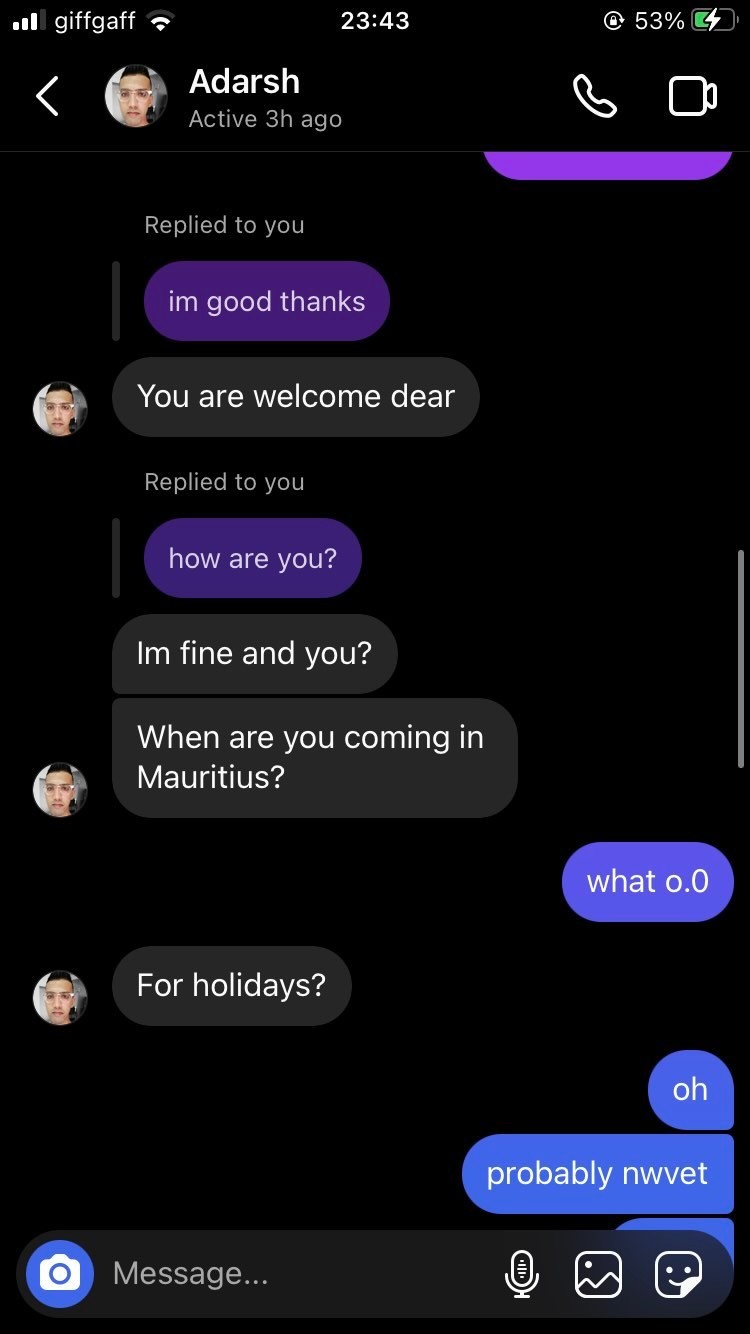 giffgaff 23:43 53%
Adarsh
Active 3h ago
Replied to you
im good thanks
You are welcome dear
Replied to you
how are you?
Im fine and you?
When are you coming in
Mauritius?
what o.0
For holidays?
oh
probably nwvet
Message...